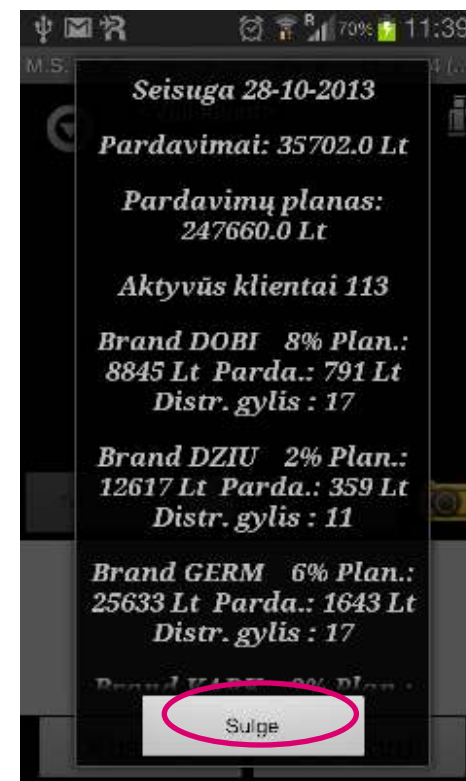 70% 11:39
M.S.
Seisuga 28-10-2013
Pardavimai: 35702.0 Lt
Pardavimų planas:
247660.0 Lt
Aktyvūs klientai 113
Brand DOBI 8% Plan.:
8845 Lt Parda.: 791 Lt
Distr. gylis : 17
Brand DZIU 2% Plan.:
12617 Lt Parda.: 359 Lt
Distr. gylis : 11
Brand GERM 6% Plan.:
25633 Lt Parda.: 1643 Lt
Distr. gylis : 17
Brand
Sulge